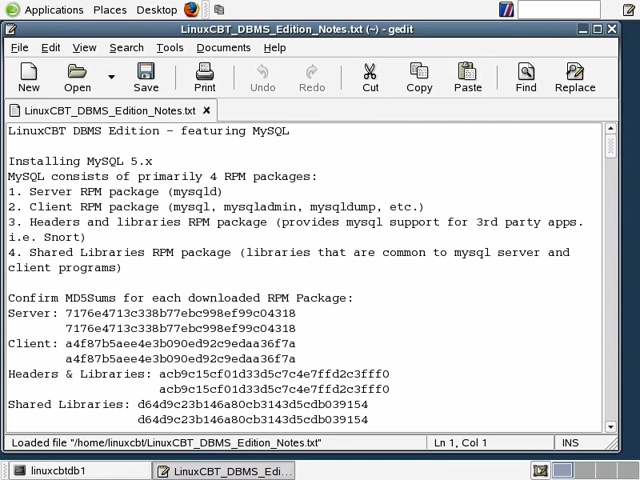 Applications Places Desktop
LinuxCBT_DBMS_Edition_Notes.txt (~) - gedit
File Edit View Search Tools Documents Help
New Open Save Print Undo Redo Cut Copy Paste Find Replace
LinuxCBT_DBMS_Edition_Notes.txt
LinuxCBT DBMS Edition - featuring MySQL
Installing MySQL 5.x
MySQL consists of primarily 4 RPM packages:
1. Server RPM package (mysqld)
2. Client RPM package (mysql, mysqladmin, mysqldump, etc.)
3. Headers and libraries RPM package (provides mysql support for 3rd party apps.
i.e. Snort)
4. Shared Libraries RPM package (libraries that are common to mysql server and
client programs)
Confirm MD5Sums for each downloaded RPM Package:
Server: 7176e4713c338b77ebc998ef99c04318
7176e4713c338b77ebc998ef99c04318
Client: a4f87b5aee4e3b090ed92c9edaa36f7a
a4f87b5aee4e3b090ed92c9edaa36f7a
Headers & Libraries: acb9c15cf01d33d5c7c4e7ffd2c3fff0
acb9c15cf01d33d5c7c4e7ffd2c3fff0
Shared Libraries: d64d9c23b146a80cb3143d5cdb039154
d64d9c23b146a80cb3143d5cdb039154
Loaded file "/home/linuxcbt/LinuxCBT_DBMS_Edition_Notes.txt" Ln 1, Col 1 INS
linuxcbtdb1 LinuxCBT_DBMS_Edi...